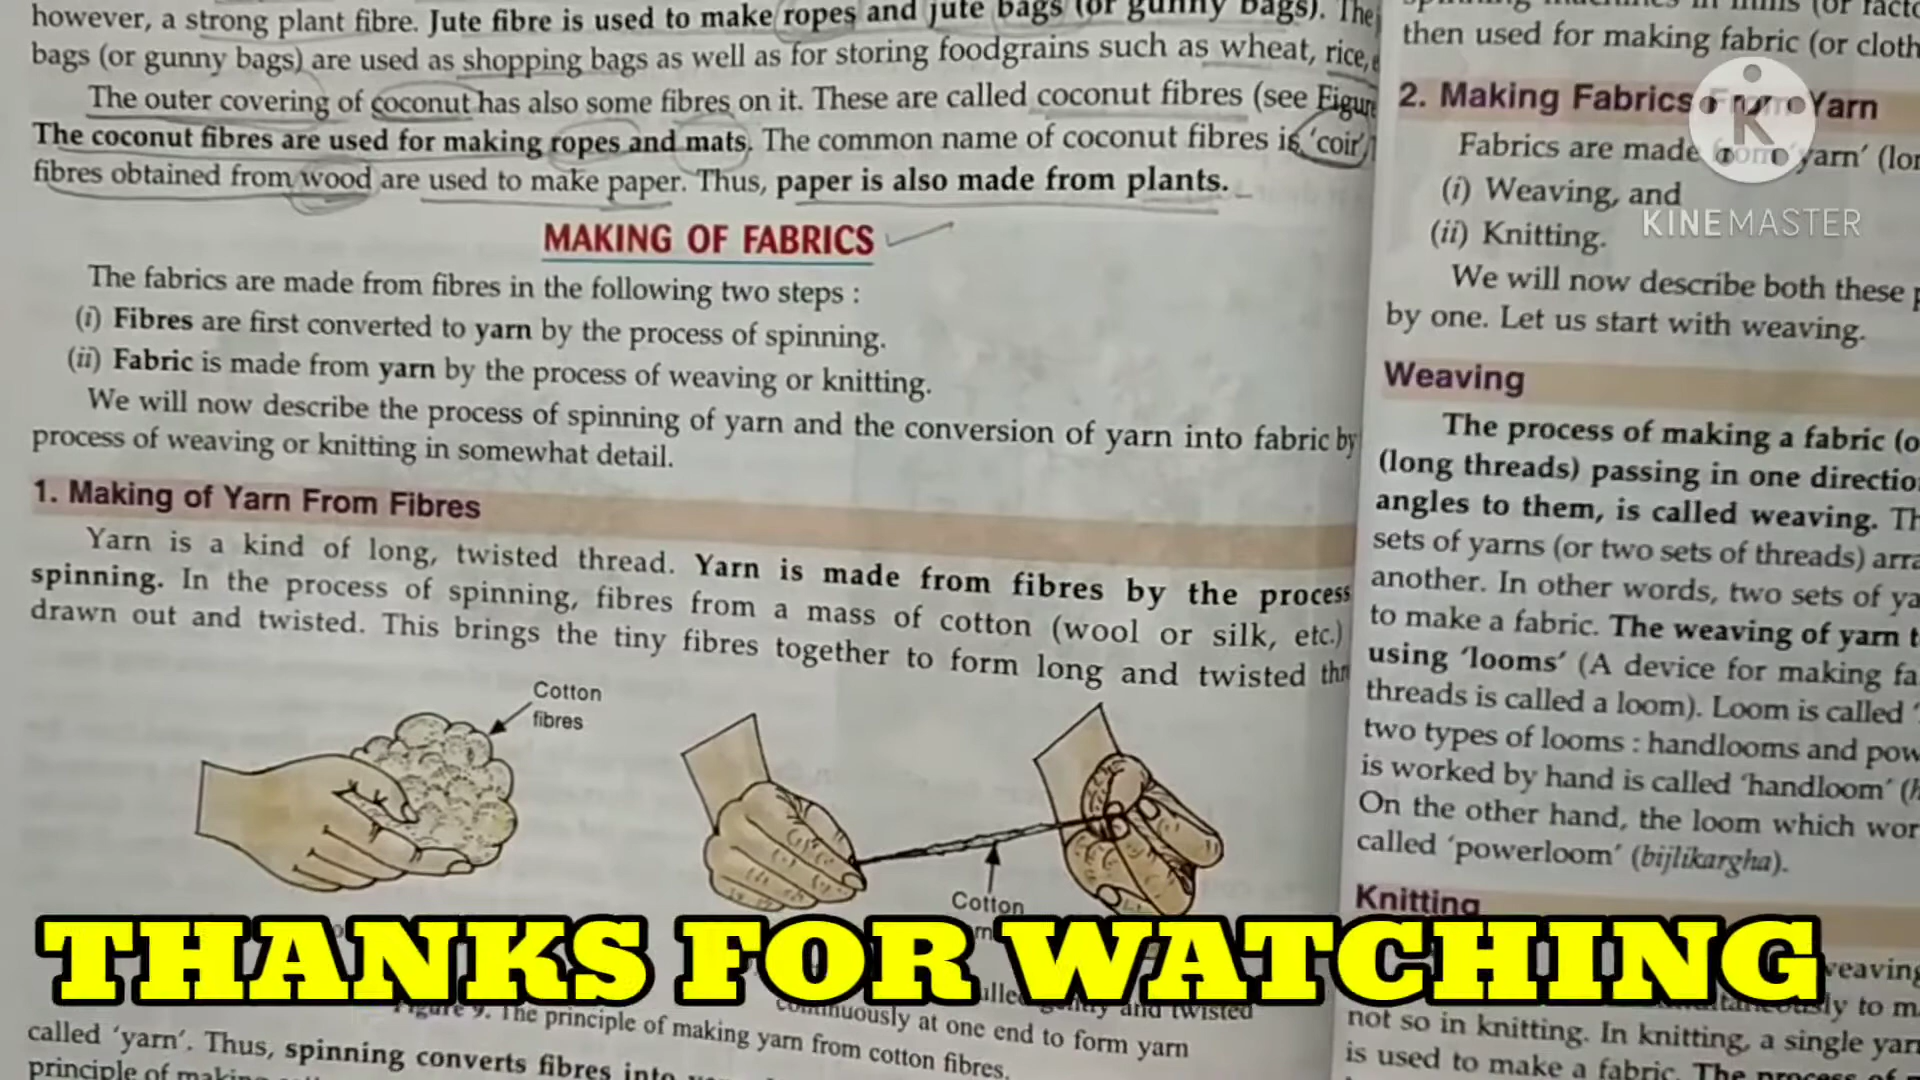 however, a strong plant fibre. Jute fibre is used to make ropes and jute bags (or gunny bags). The
bags (or gunny bags) are used as shopping bags as well as for storing foodgrains such as wheat, rice,
The outer covering of coconut has also some fibres on it. These are called coconut fibres (see Figure
The coconut fibres are used for making ropes and mats. The common name of coconut fibres is 'coir'
fibres obtained from wood are used to make paper. Thus, paper is also made from plants.
MAKING OF FABRICS
The fabrics are made from fibres in the following two steps :
(i) Fibres are first converted to yarn by the process of spinning.
(ii) Fabric is made from yarn by the process of weaving or knitting.
We will now describe the process of spinning of yarn and the conversion of yarn into fabric by
process of weaving or knitting in somewhat detail.
1. Making of Yarn From Fibres
Yarn is a kind of long, twisted thread. Yarn is made from fibres by the process
spinning. In the process of spinning, fibres from a mass of cotton (wool or silk, etc.)
drawn out and twisted. This brings the tiny fibres together to form long and twisted
Cotton
fibres
Cotton
gently and twisted
continuously at one end to form yarn
Figure 9. The principle of making yarn from cotton fibres.
called 'yarn'. Thus, spinning converts fibres into
principle of making
then used for making fabric (or cloth
2. Making Fabrics From Yarn
Fabrics are made from 'yarn'
(i) Weaving, and
(ii) Knitting.
We will now describe both these
by one. Let us start with weaving.
Weaving
The process of making a fabric
(long threads) passing in one direction
angles to them, is called weaving.
sets of yarns (or two sets of threads)
another. In other words, two sets of
to make a fabric. The weaving of yarn
using 'looms' (A device for making
threads is called a loom). Loom is called
two types of looms : handlooms and
is worked by hand is called 'handloom'
On the other hand, the loom which
called 'powerloom' (bijlikargha).
Knitting
weaving
to
not so in knitting. In knitting, a single yarn
is used to make a fabric. The process of
K
KINEMASTER
THANKS FOR WATCHING